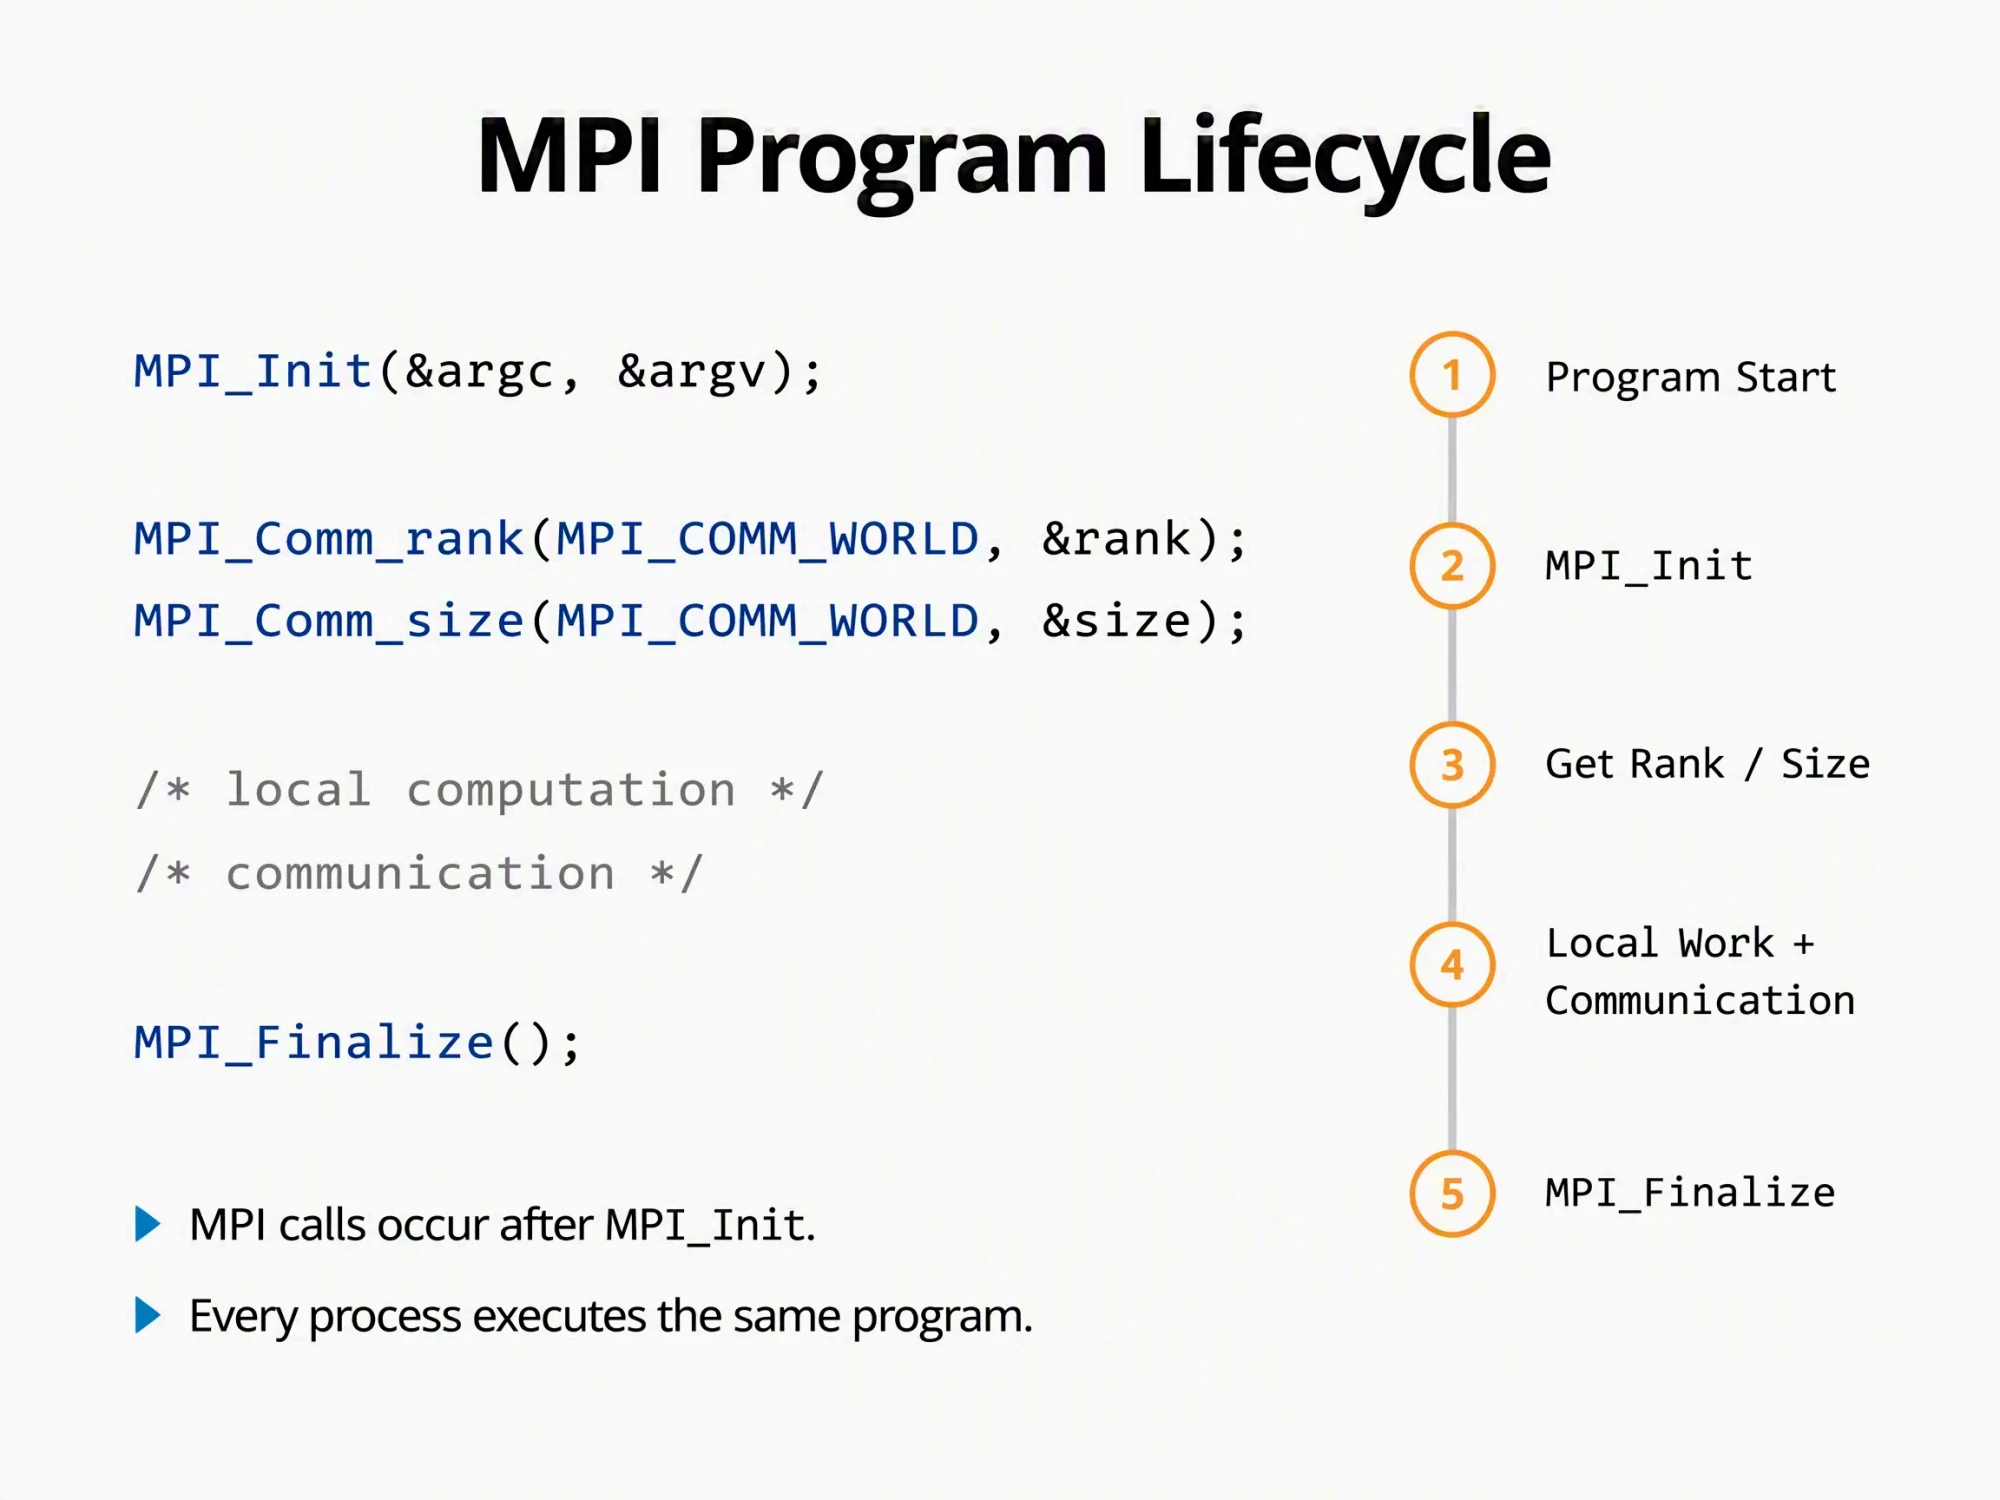 MPI Program Lifecycle
MPI_Init(&argc, &argv);
MPI_Comm_rank(MPI_COMM_WORLD, &rank);
MPI_Comm_size(MPI_COMM_WORLD, &size);
/* local computation */
/* communication */
MPI_Finalize();
▶ MPI calls occur after MPI_Init.
▶ Every process executes the same program.
1 Program Start
2 MPI_Init
3 Get Rank / Size
4 Local Work +
Communication
5 MPI_Finalize